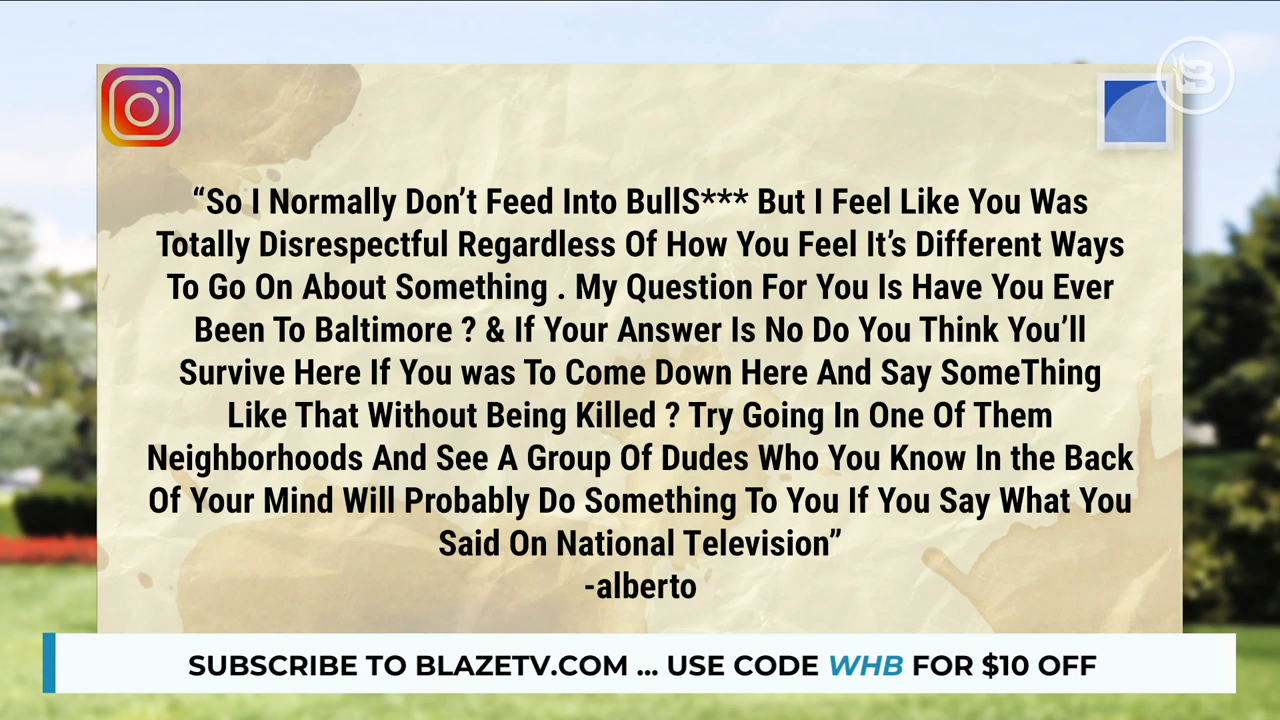 “So I Normally Don’t Feed Into BullS*** But I Feel Like You Was
Totally Disrespectful Regardless Of How You Feel It’s Different Ways
To Go On About Something . My Question For You Is Have You Ever
Been To Baltimore ? & If Your Answer Is No Do You Think You’ll
Survive Here If You was To Come Down Here And Say SomeThing
Like That Without Being Killed ? Try Going In One Of Them
Neighborhoods And See A Group Of Dudes Who You Know In the Back
Of Your Mind Will Probably Do Something To You If You Say What You
Said On National Television”
-alberto
SUBSCRIBE TO BLAZETV.COM ... USE CODE WHB FOR $10 OFF